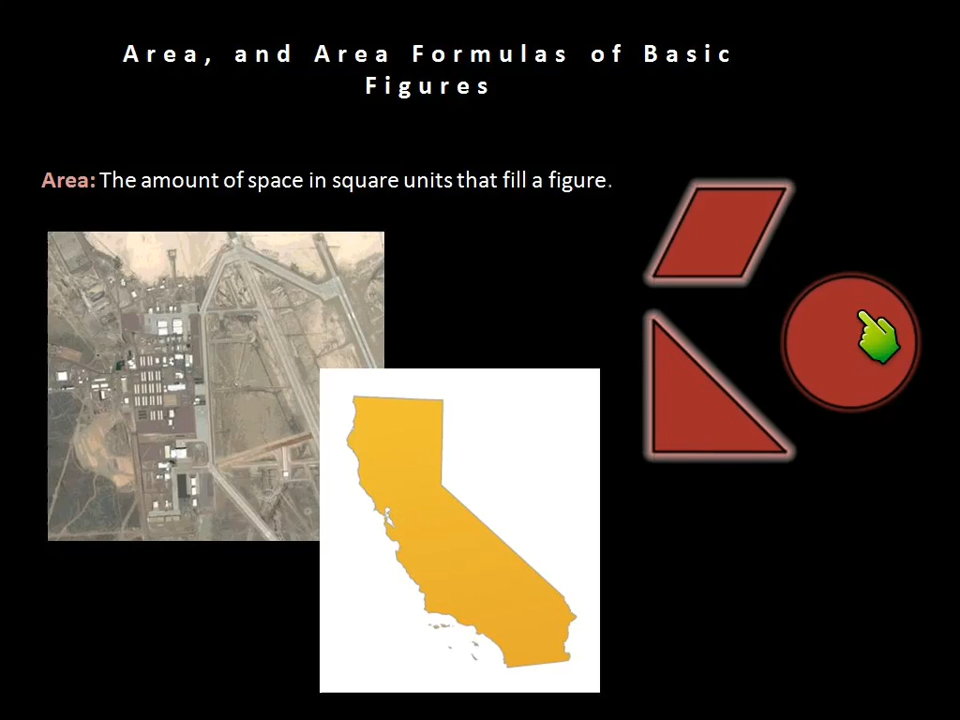 Area, and Area Formulas of Basic
Figures
Area: The amount of space in square units that fill a figure.